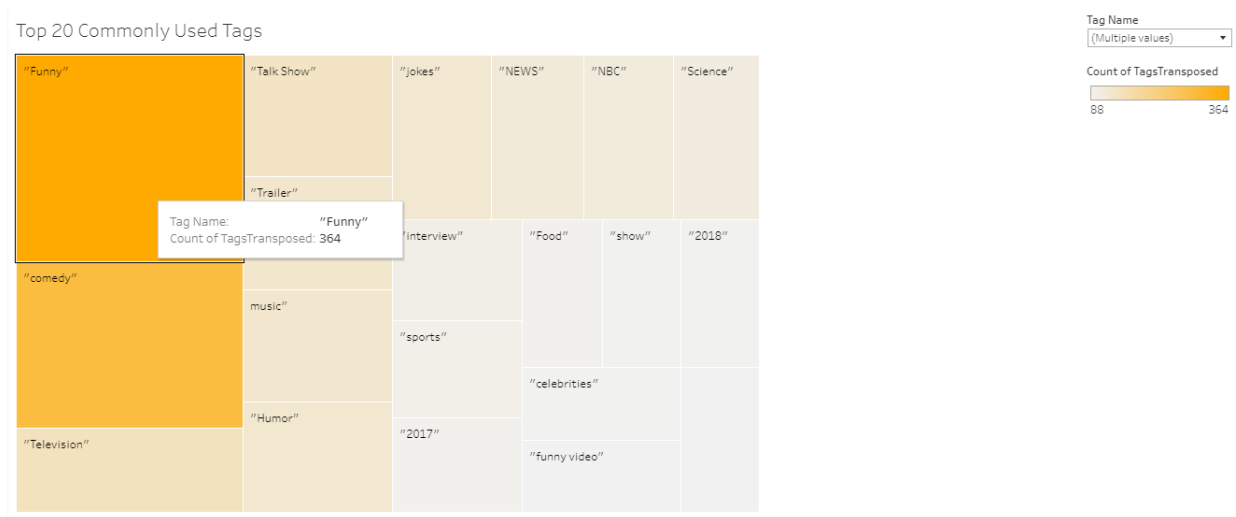 Top 20 Commonly Used Tags
"Funny"
"Talk Show"
"jokes"
"NEWS"
"NBC"
"Science"
"Trailer"
Tag Name: "Funny"
Count of TagsTransposed: 364
"interview"
"Food"
"show"
"2018"
"comedy"
music"
"sports"
"celebrities"
"Humor"
"2017"
"Television"
"funny video"
Tag Name
(Multiple values)
Count of TagsTransposed
88 364